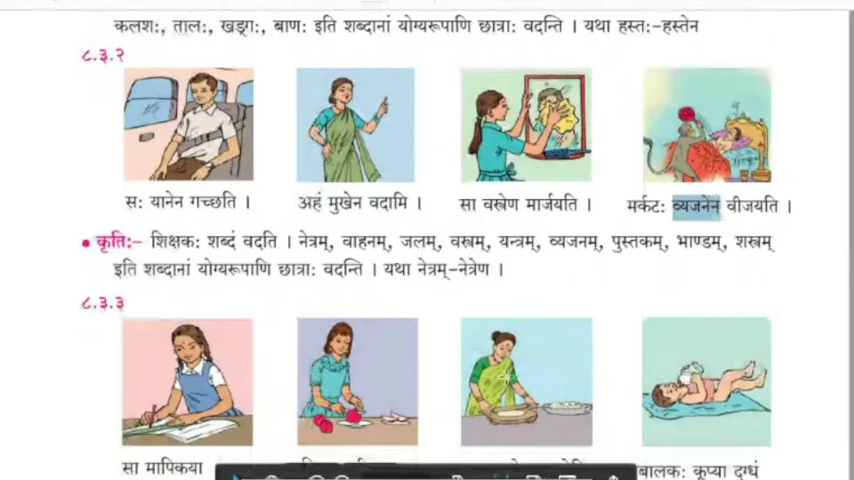 कलशः, तालः, खड्गः, बाणः इति शब्दानां योग्यरूपाणि छात्राः वदन्ति । यथा हस्तः-हस्तेन
८.३.२
सः यानेन गच्छति ।
अहं मुखेन वदामि ।
सा वस्त्रेण मार्जयति ।
मर्कटः व्यजनेन वीजयति ।
• कृतिः- शिक्षकः शब्दं वदति । नेत्रम्, वाहनम्, जलम्, वस्त्रम्, यन्त्रम्, व्यजनम्, पुस्तकम्, भाण्डम्, शस्त्रम्
इति शब्दानां योग्यरूपाणि छात्राः वदन्ति । यथा नेत्रम्-नेत्रेण ।
८.३.३
सा मापिकया
बालकः कूप्या दुग्धं